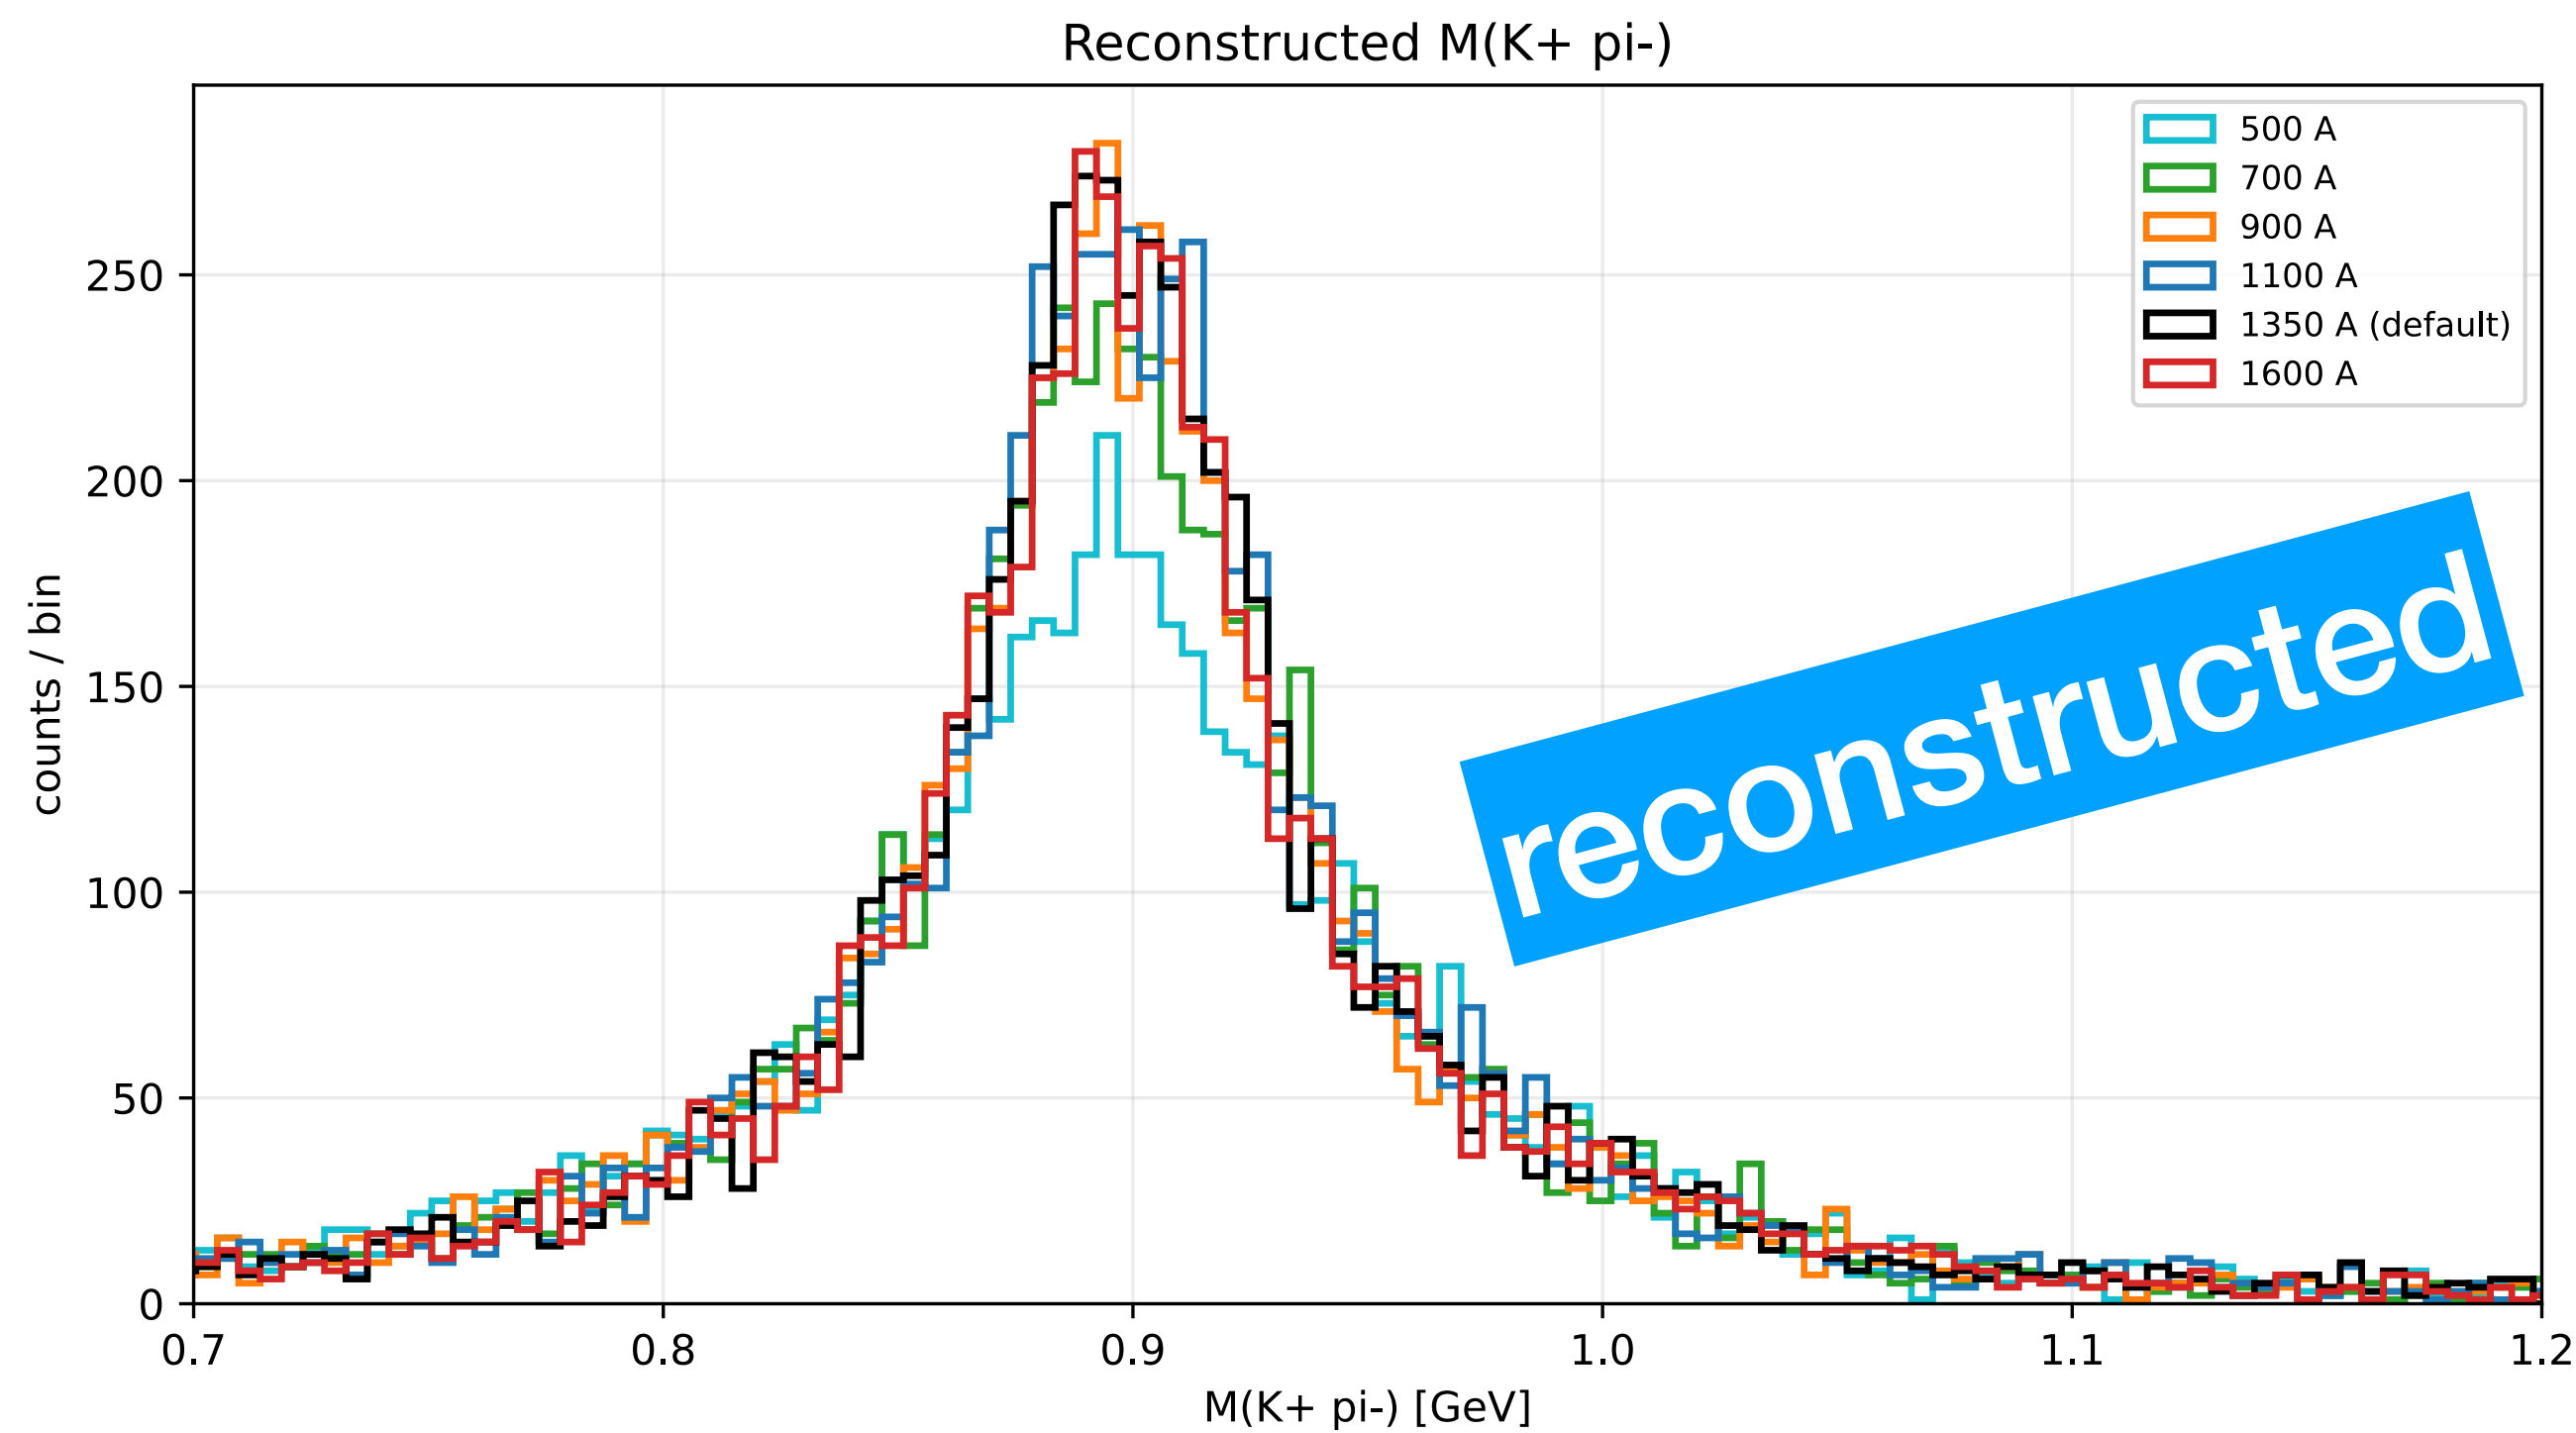 Reconstructed M(K+ pi-)
500 A
700 A
900 A
1100 A
1350 A (default)
1600 A
250
200
150
100
50
0
counts / bin
reconstructed
0.7
0.8
0.9
1.0
1.1
1.2
M(K+ pi-) [GeV]